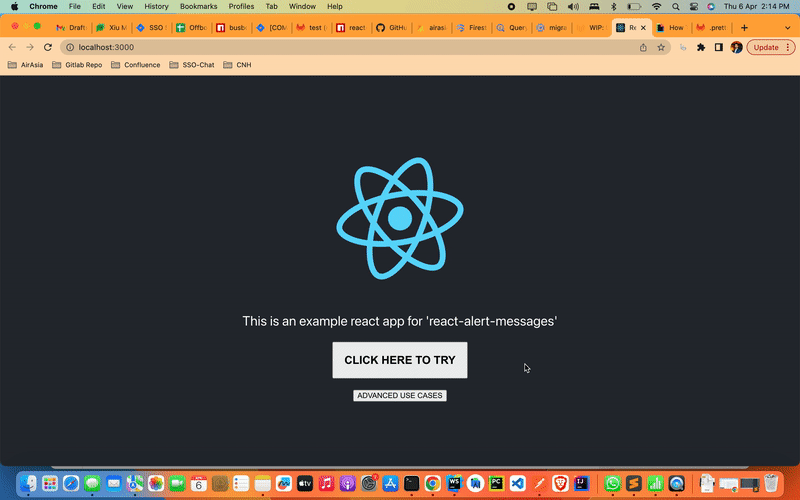 Chrome File Edit View History Bookmarks Profiles Tab Window Help Thu 6 Apr 2:14 PM
Draft Xiu M SSO Offbo busb [COM test react GitHu airasi Fires Query migra WIP: Re How .prett
localhost:3000 Update
AirAsia Gitlab Repo Confluence SSO-Chat CNH
This is an example react app for 'react-alert-messages'
CLICK HERE TO TRY
ADVANCED USE CASES